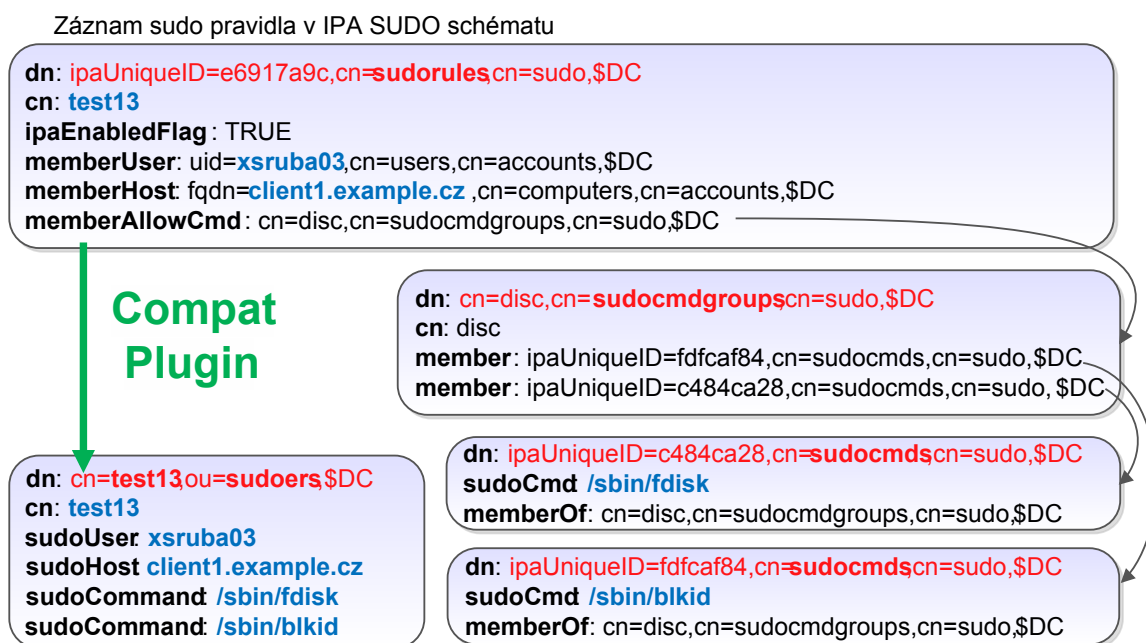 Záznam sudo pravidla v IPA SUDO schématu
dn: ipaUniqueID=e6917a9c,cn=sudorules,cn=sudo,$DC
cn: test13
ipaEnabledFlag : TRUE
memberUser: uid=xsruba03,cn=users,cn=accounts,$DC
memberHost: fqdn=client1.example.cz ,cn=computers,cn=accounts,$DC
memberAllowCmd : cn=disc,cn=sudocmdgroups,cn=sudo,$DC
Compat
Plugin
dn: cn=disc,cn=sudocmdgroups,cn=sudo,$DC
cn: disc
member: ipaUniqueID=fdfcaf84,cn=sudocmds,cn=sudo,$DC
member: ipaUniqueID=c484ca28,cn=sudocmds,cn=sudo, $DC
dn: cn=test13,ou=sudoers,$DC
cn: test13
sudoUser: xsruba03
sudoHost: client1.example.cz
sudoCommand: /sbin/fdisk
sudoCommand: /sbin/blkid
dn: ipaUniqueID=c484ca28,cn=sudocmds,cn=sudo,$DC
sudoCmd: /sbin/fdisk
memberOf: cn=disc,cn=sudocmdgroups,cn=sudo,$DC
dn: ipaUniqueID=fdfcaf84,cn=sudocmds,cn=sudo,$DC
sudoCmd: /sbin/blkid
memberOf: cn=disc,cn=sudocmdgroups,cn=sudo,$DC